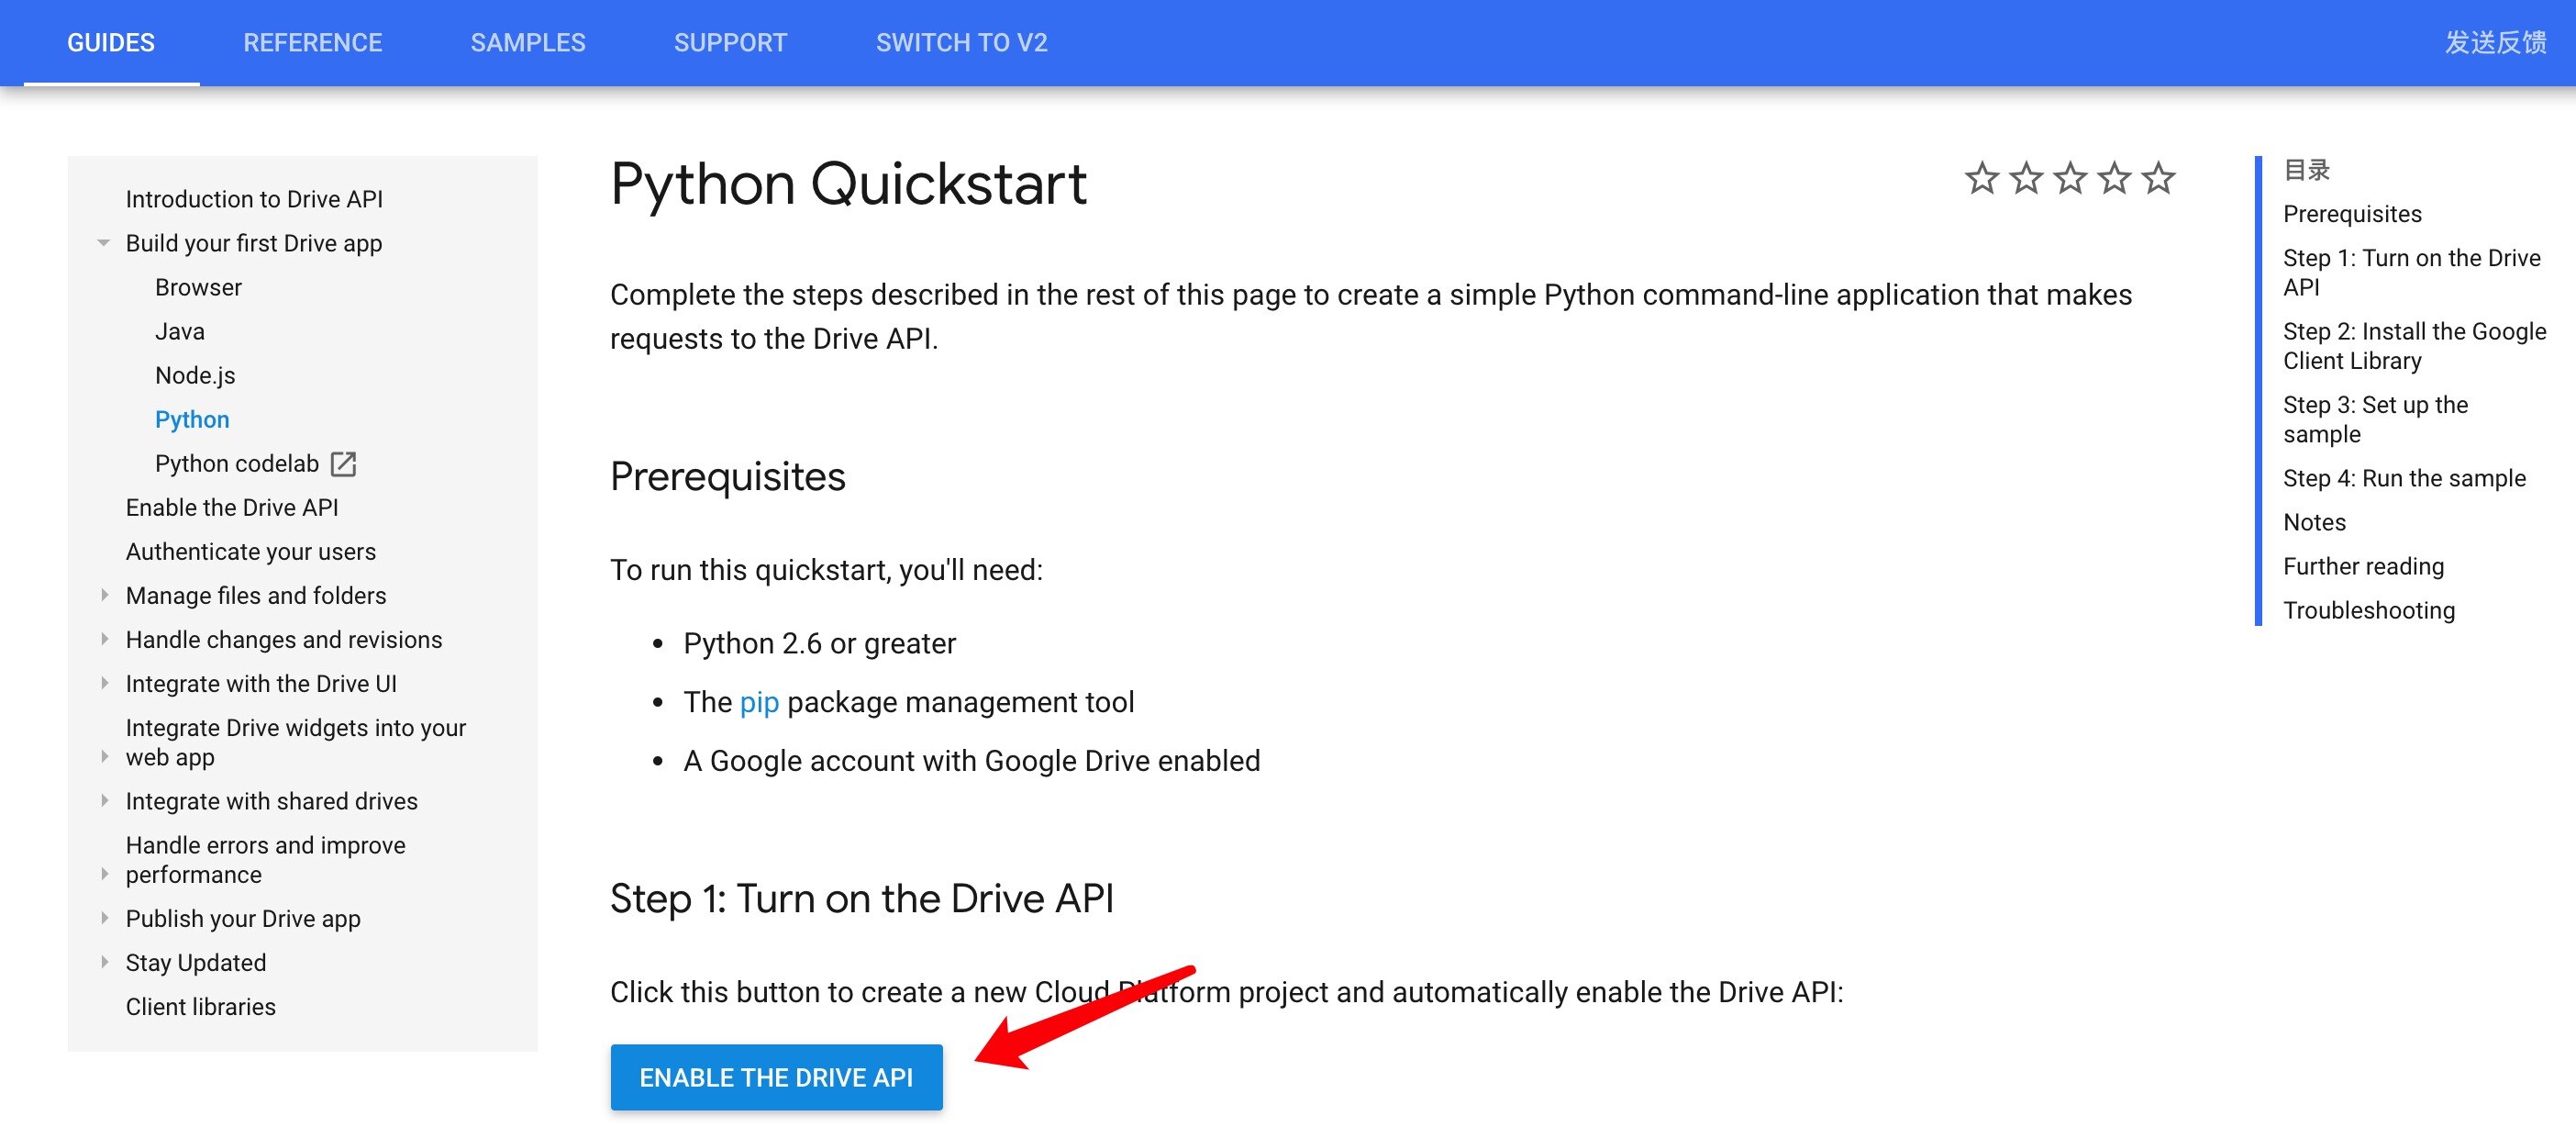 GUIDES
REFERENCE
SAMPLES
SUPPORT
SWITCH TO V2
发送反馈
Introduction to Drive API
Build your first Drive app
Browser
Java
Node.js
Python
Python codelab
Enable the Drive API
Authenticate your users
Manage files and folders
Handle changes and revisions
Integrate with the Drive UI
Integrate Drive widgets into your
web app
Integrate with shared drives
Handle errors and improve
performance
Publish your Drive app
Stay Updated
Client libraries
Python Quickstart
Complete the steps described in the rest of this page to create a simple Python command-line application that makes
requests to the Drive API.
Prerequisites
To run this quickstart, you'll need:
Python 2.6 or greater
The pip package management tool
A Google account with Google Drive enabled
Step 1: Turn on the Drive API
Click this button to create a new Cloud Platform project and automatically enable the Drive API:
ENABLE THE DRIVE API
目录
Prerequisites
Step 1: Turn on the Drive
API
Step 2: Install the Google
Client Library
Step 3: Set up the
sample
Step 4: Run the sample
Notes
Further reading
Troubleshooting